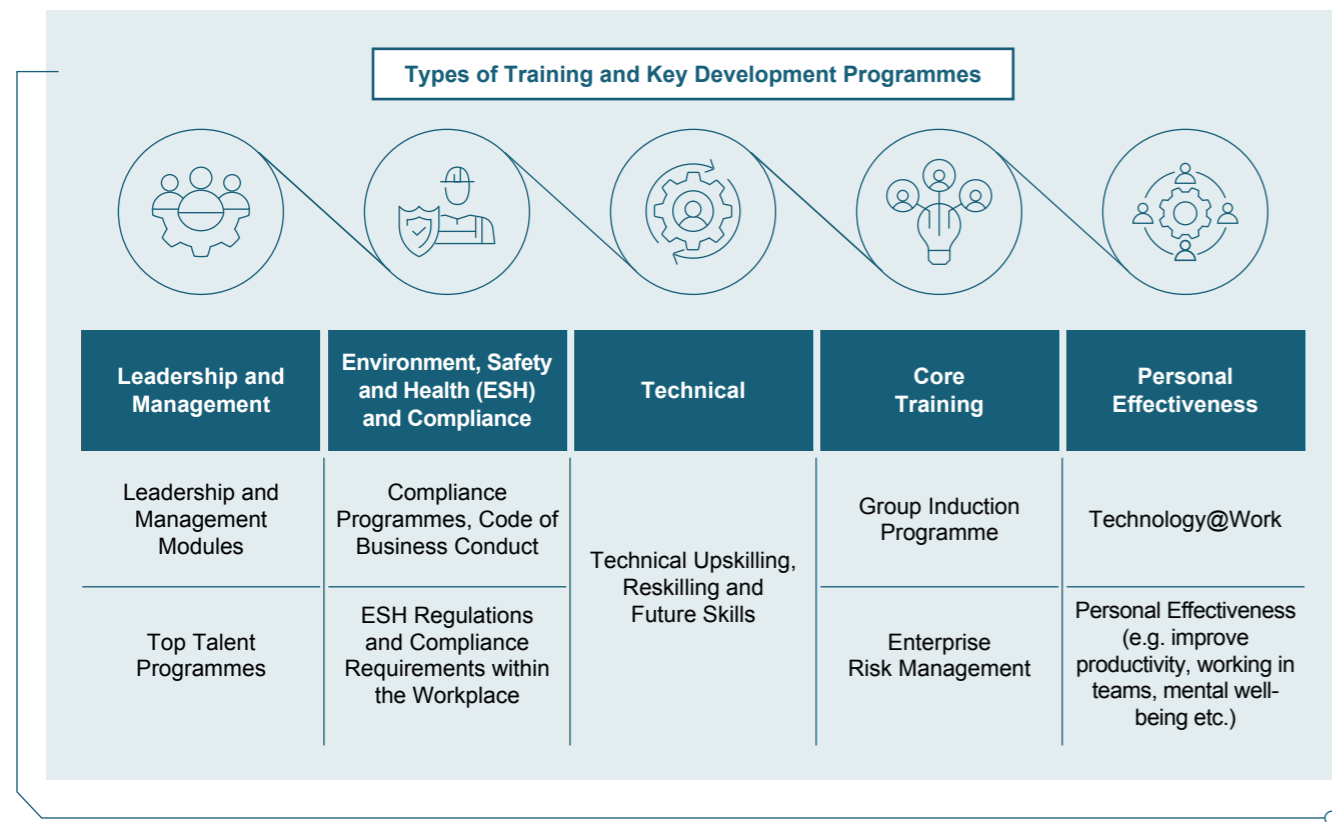 Types of Training and Key Development Programmes
Leadership and
Management
Environment, Safety
and Health (ESH)
and Compliance
Technical
Core
Training
Personal
Effectiveness
Leadership and
Management
Modules
Compliance
Programmes, Code of
Business Conduct
Technical Upskilling,
Reskilling and
Future Skills
Group Induction
Programme
Technology@Work
Top Talent
Programmes
ESH Regulations
and Compliance
Requirements within
the Workplace
Enterprise
Risk Management
Personal Effectiveness
(e.g. improve
productivity, working in
teams, mental well-
being etc.)